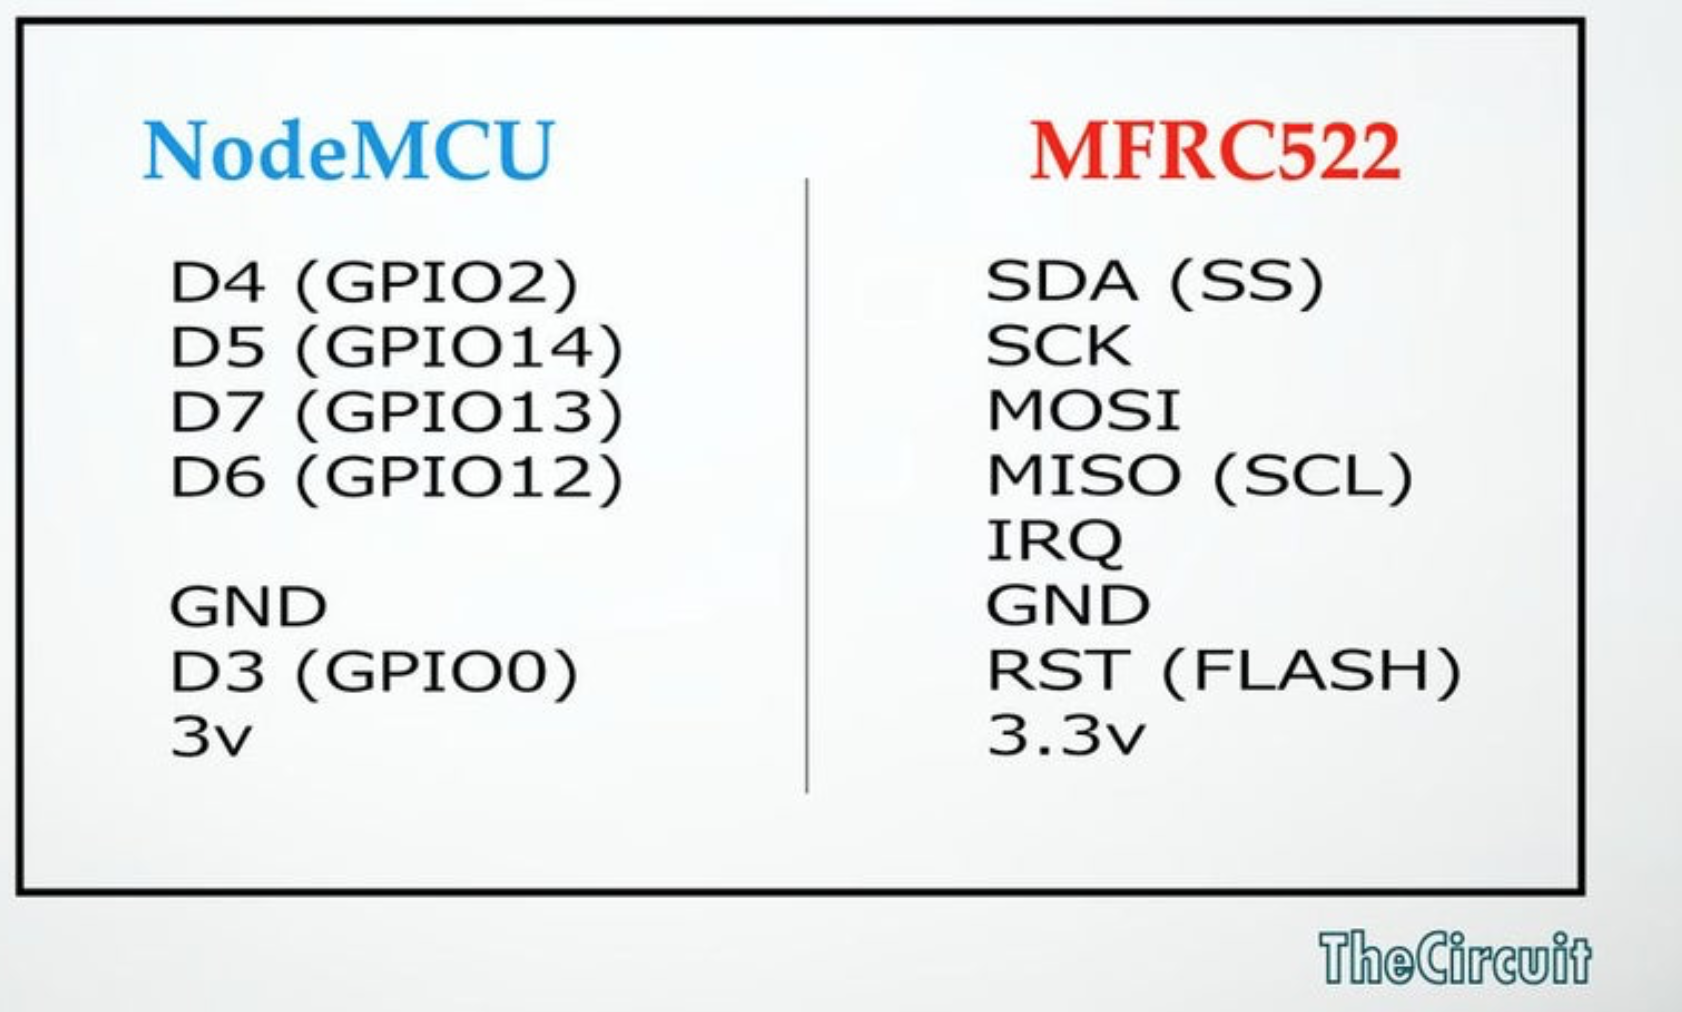 NodeMCU
D4 (GPIO2)
D5 (GPIO14)
D7 (GPIO13)
D6 (GPIO12)
GND
D3 (GPIO0)
3v
MFRC522
SDA (SS)
SCK
MOSI
MISO (SCL)
IRQ
GND
RST (FLASH)
3.3v
TheCircuit